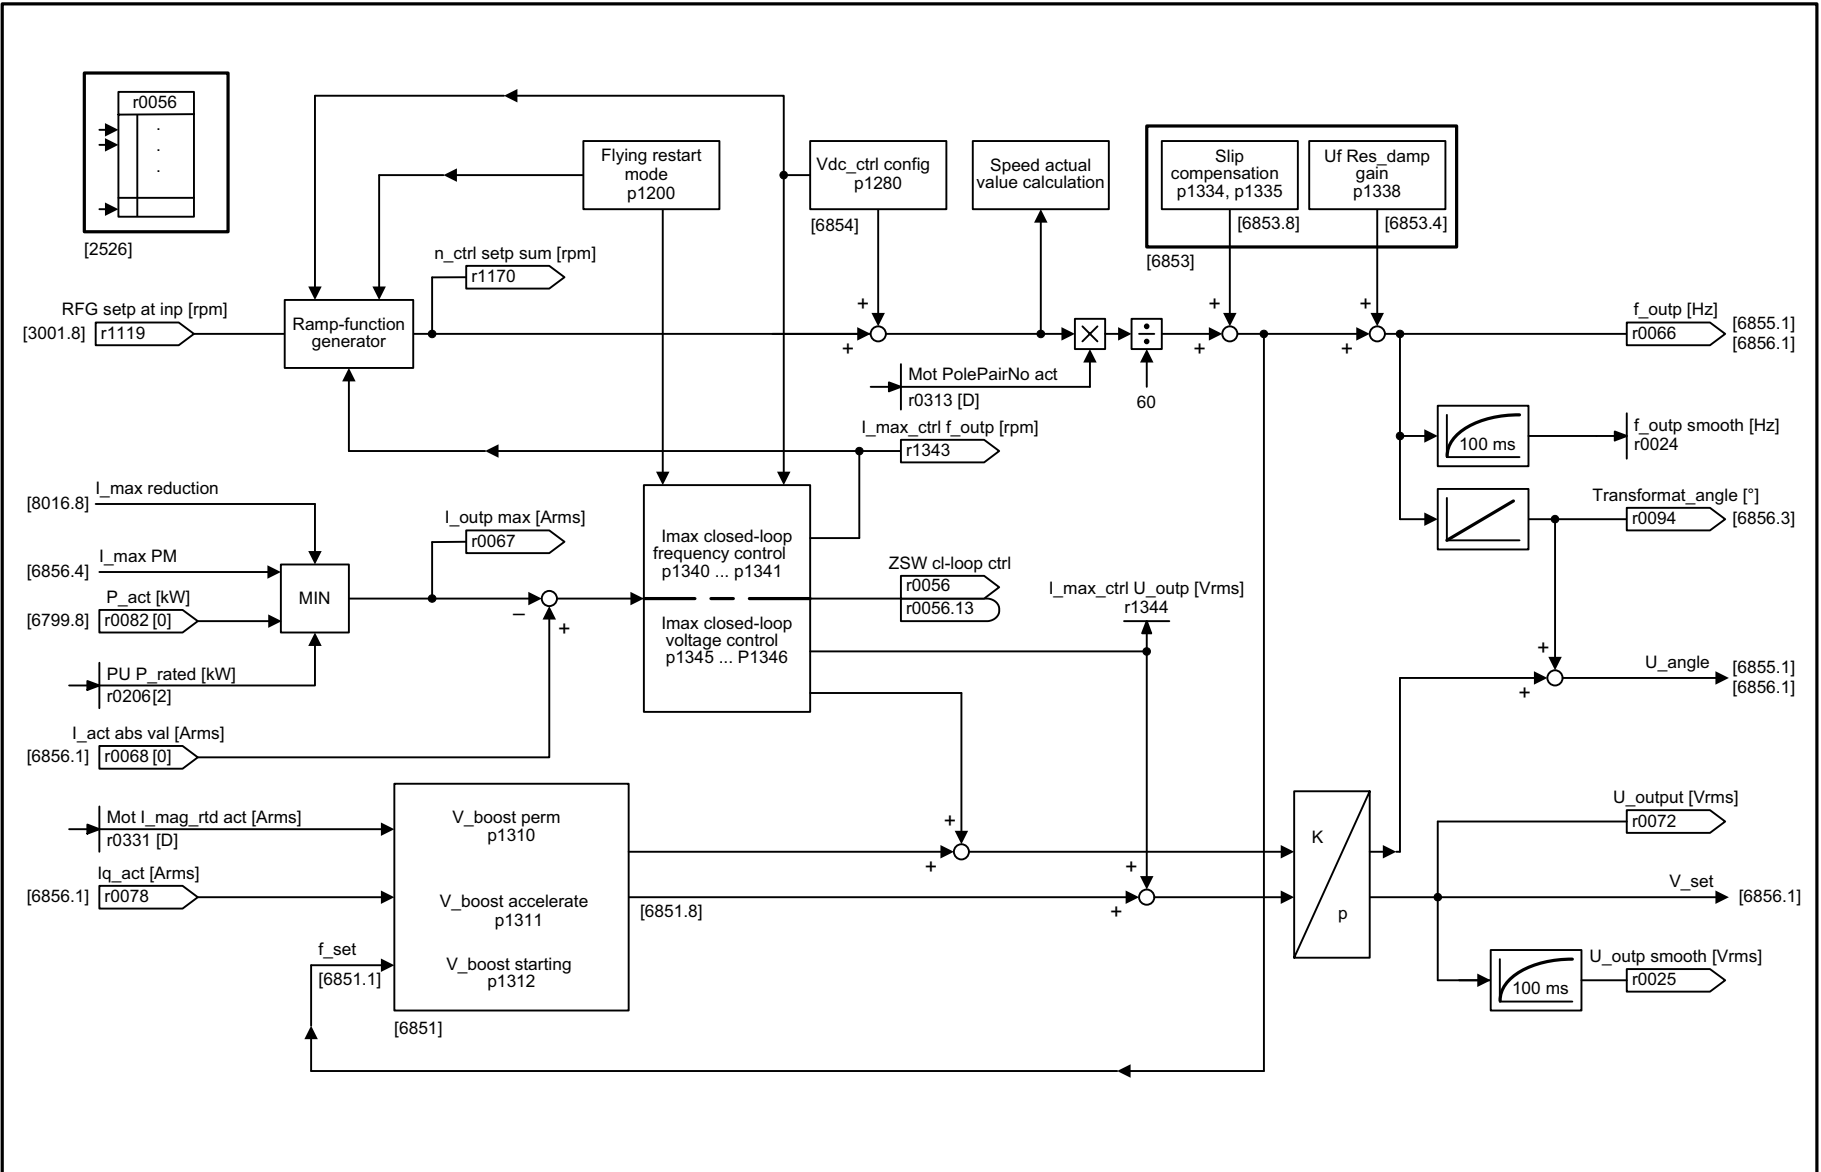 r0056
[2526]
Flying restart
mode
p1200
Vdc_ctrl config
p1280
[6854]
Speed actual
value calculation
Slip
compensation
p1334, p1335
[6853.8]
Uf Res_damp
gain
p1338
[6853.4]
[6853]
n_ctrl setp sum [rpm]
r1170
RFG setp at inp [rpm]
[3001.8]
r1119
Ramp-function
generator
+
+
+
+
+
+
f_outp [Hz]
r0066
[6855.1]
[6856.1]
Mot PolePairNo act
r0313 [D]
60
I_max_ctrl f_outp [rpm]
r1343
100 ms
f_outp smooth [Hz]
r0024
Transformat_angle [°]
r0094
[6856.3]
I_max reduction
[8016.8]
I_max PM
[6856.4]
P_act [kW]
[6799.8]
r0082 [0]
MIN
PU P_rated [kW]
r0206[2]
I_outp max [Arms]
r0067
–
+
I_act abs val [Arms]
[6856.1]
r0068 [0]
Imax closed-loop
frequency control
p1340 ... p1341
Imax closed-loop
voltage control
p1345 ... P1346
ZSW cl-loop ctrl
r0056
r0056.13
I_max_ctrl U_outp [Vrms]
r1344
+
+
U_angle
[6855.1]
[6856.1]
Mot I_mag_rtd act [Arms]
r0331 [D]
Iq_act [Arms]
[6856.1]
r0078
f_set
[6851.1]
V_boost perm
p1310
V_boost accelerate
p1311
V_boost starting
p1312
[6851]
[6851.8]
+
+
+
+
K
p
U_output [Vrms]
r0072
V_set
[6856.1]
U_outp smooth [Vrms]
100 ms
r0025